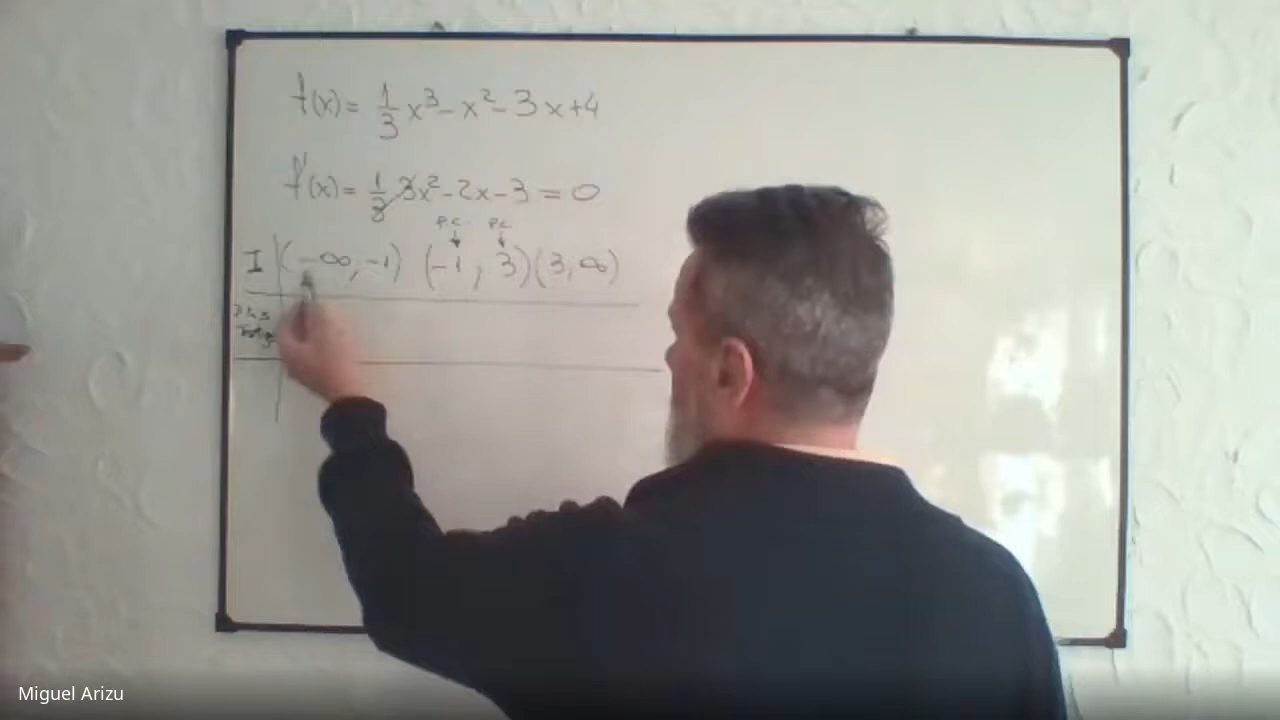 f(x) = 1/3 x³ - x² - 3x + 4
f'(x) = 1/3 3x² - 2x - 3 = 0
P.C. P.C.
I (-∞, -1) (-1, 3) (3, ∞)
Miguel Arizu